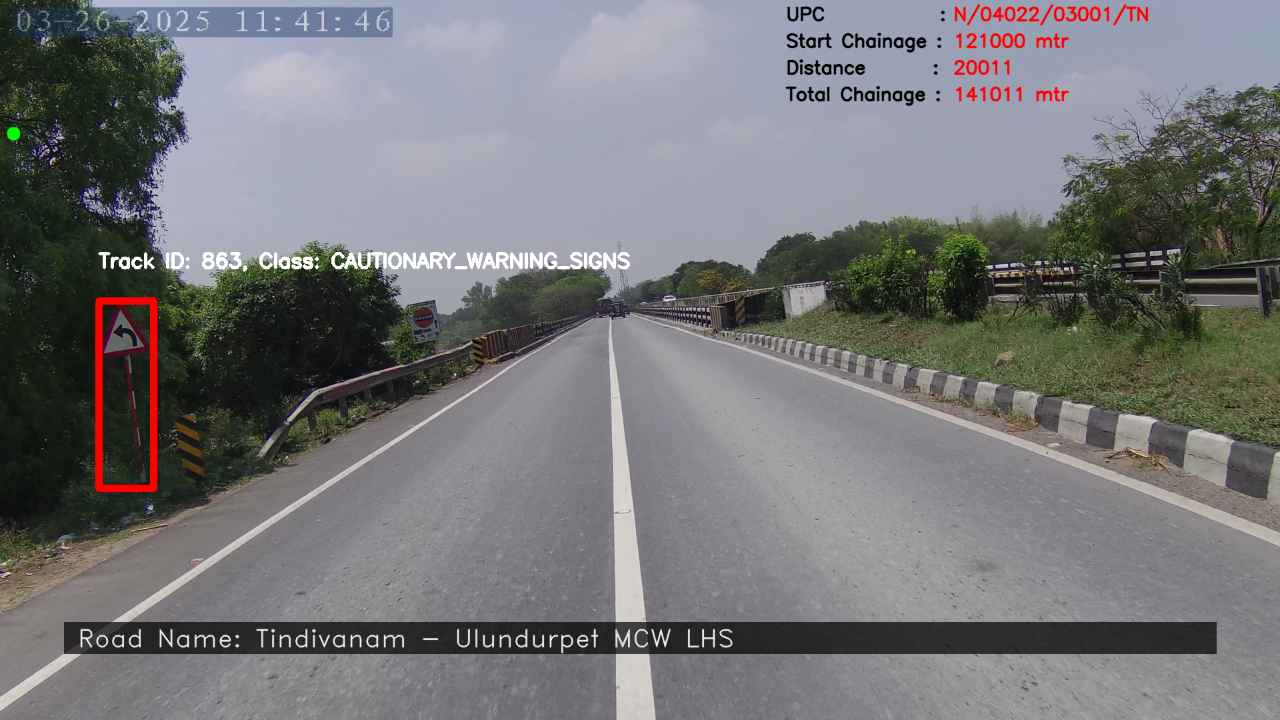 03-26-2025 11:41:46
UPC : N/04022/03001/TN
Start Chainage : 121000 mtr
Distance : 20011
Total Chainage : 141011 mtr
Track ID: 863, Class: CAUTIONARY_WARNING_SIGNS
Road Name: Tindivanam - Ulundurpet MCW LHS